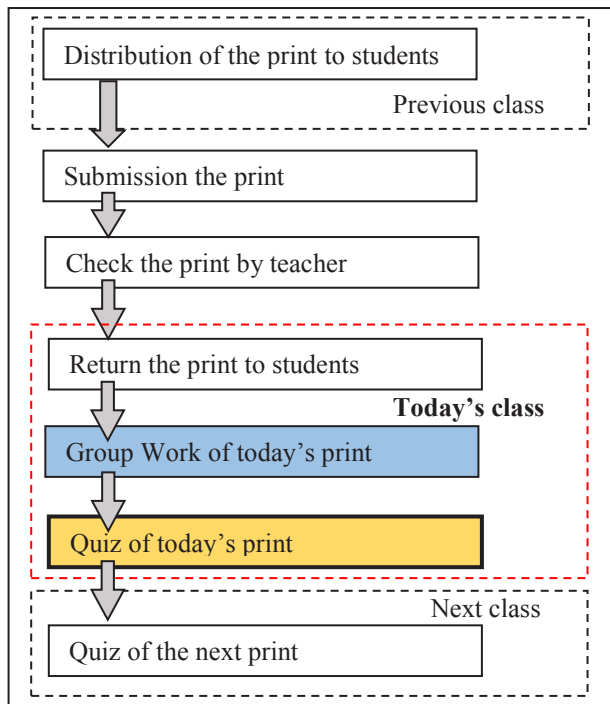 Distribution of the print to students
Previous class
Submission the print
Check the print by teacher
Return the print to students
Today's class
Group Work of today's print
Quiz of today's print
Next class
Quiz of the next print